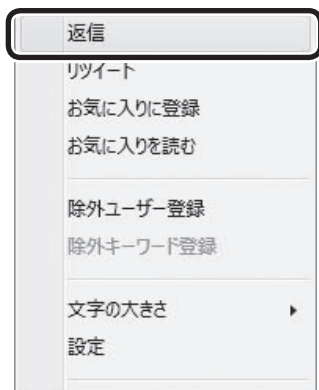 返信
リツイート
お気に入りに登録
お気に入りを読む
除外ユーザー登録
除外キーワード登録
文字の大きさ
設定